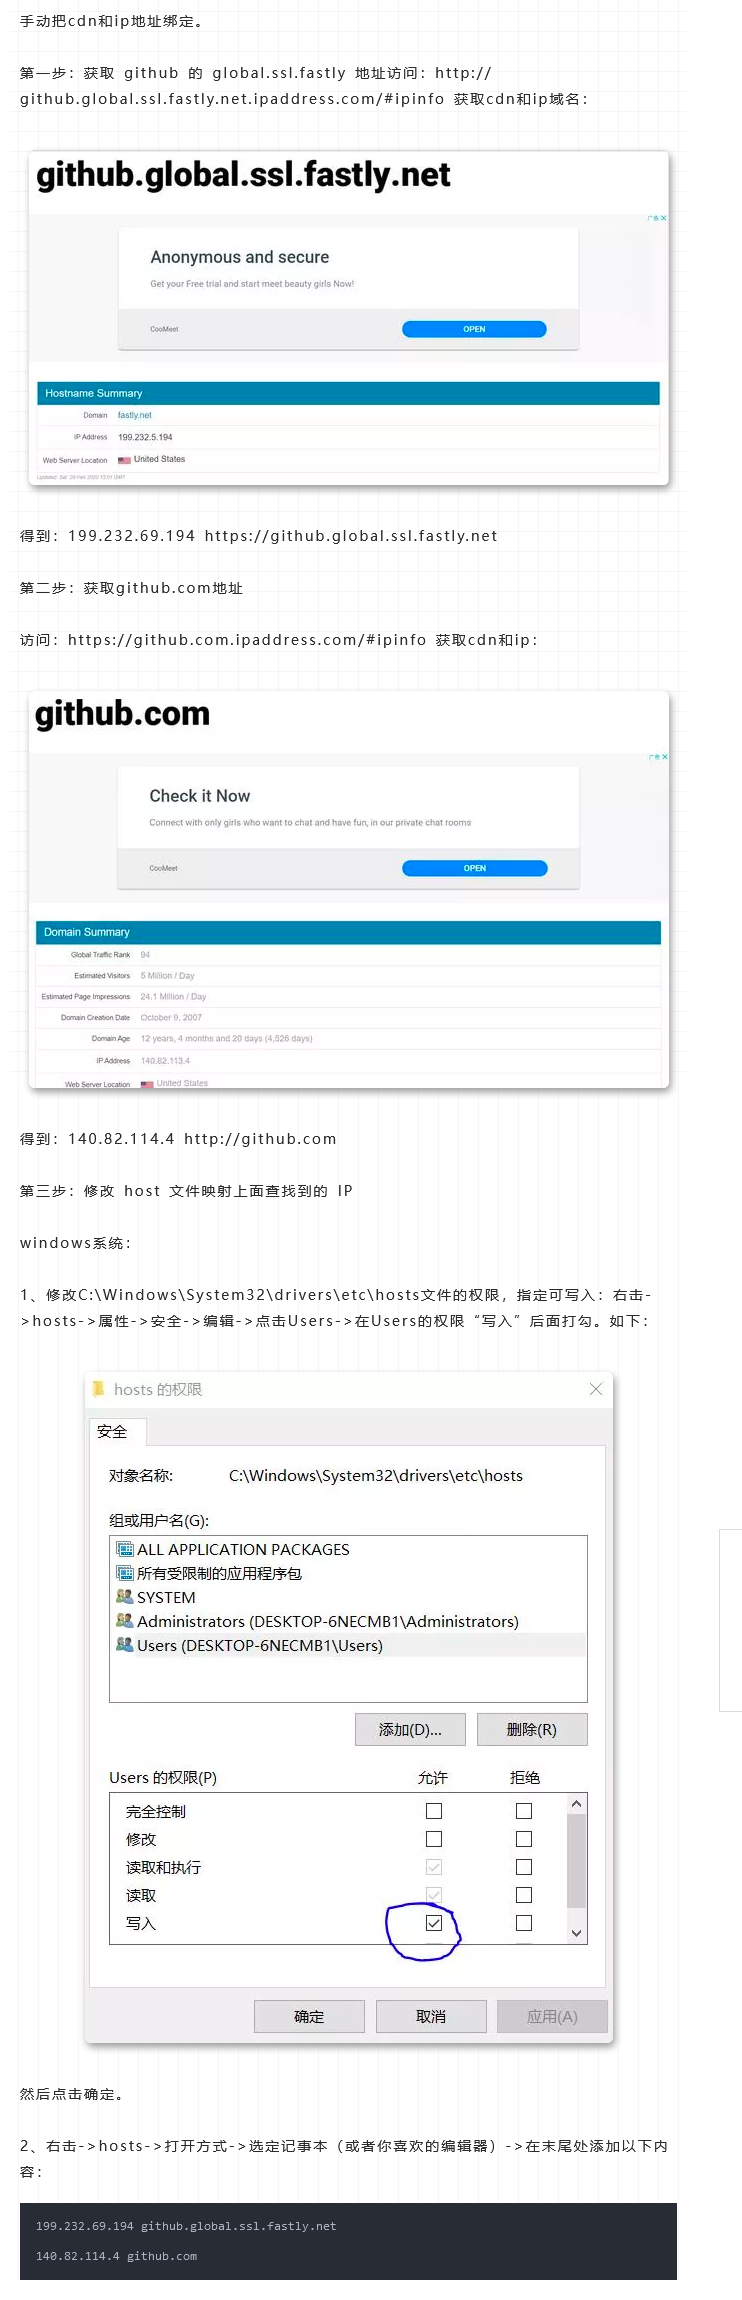 手动把cdn和ip地址绑定。
第一步：获取 github 的 global.ssl.fastly 地址访问：http://
github.global.ssl.fastly.net.ipaddress.com/#ipinfo 获取cdn和ip域名：
github.global.ssl.fastly.net
广告
Anonymous and secure
Get your Free trial and start meet beauty girls Now!
CooMeet
OPEN
Hostname Summary
Domain fastly.net
IP Address 199.232.5.194
Web Server Location United States
Updated: Sat, 29 Feb 2020 15:01 GMT
得到：199.232.69.194 https://github.global.ssl.fastly.net
第二步：获取github.com地址
访问：https://github.com.ipaddress.com/#ipinfo 获取cdn和ip：
github.com
广告
Check it Now
Connect with only girls who want to chat and have fun, in our private chat rooms
CooMeet
OPEN
Domain Summary
Global Traffic Rank 94
Estimated Visitors 5 Million / Day
Estimated Page Impressions 24.1 Million / Day
Domain Creation Date October 9, 2007
Domain Age 12 years, 4 months and 20 days (4,526 days)
IP Address 140.82.113.4
Web Server Location United States
得到：140.82.114.4 http://github.com
第三步：修改 host 文件映射上面查找到的 IP
windows系统：
1、修改C:\Windows\System32\drivers\etc\hosts文件的权限，指定可写入：右击-
>hosts->属性->安全->编辑->点击Users->在Users的权限“写入”后面打勾。如下：
hosts 的权限
安全
对象名称: C:\Windows\System32\drivers\etc\hosts
组或用户名(G):
ALL APPLICATION PACKAGES
所有受限制的应用程序包
SYSTEM
Administrators (DESKTOP-6NECMB1\Administrators)
Users (DESKTOP-6NECMB1\Users)
添加(D)... 删除(R)
Users 的权限(P) 允许 拒绝
完全控制
修改
读取和执行
读取
写入
确定 取消 应用(A)
然后点击确定。
2、右击->hosts->打开方式->选定记事本（或者你喜欢的编辑器）->在末尾处添加以下内
容：
199.232.69.194 github.global.ssl.fastly.net
140.82.114.4 github.com